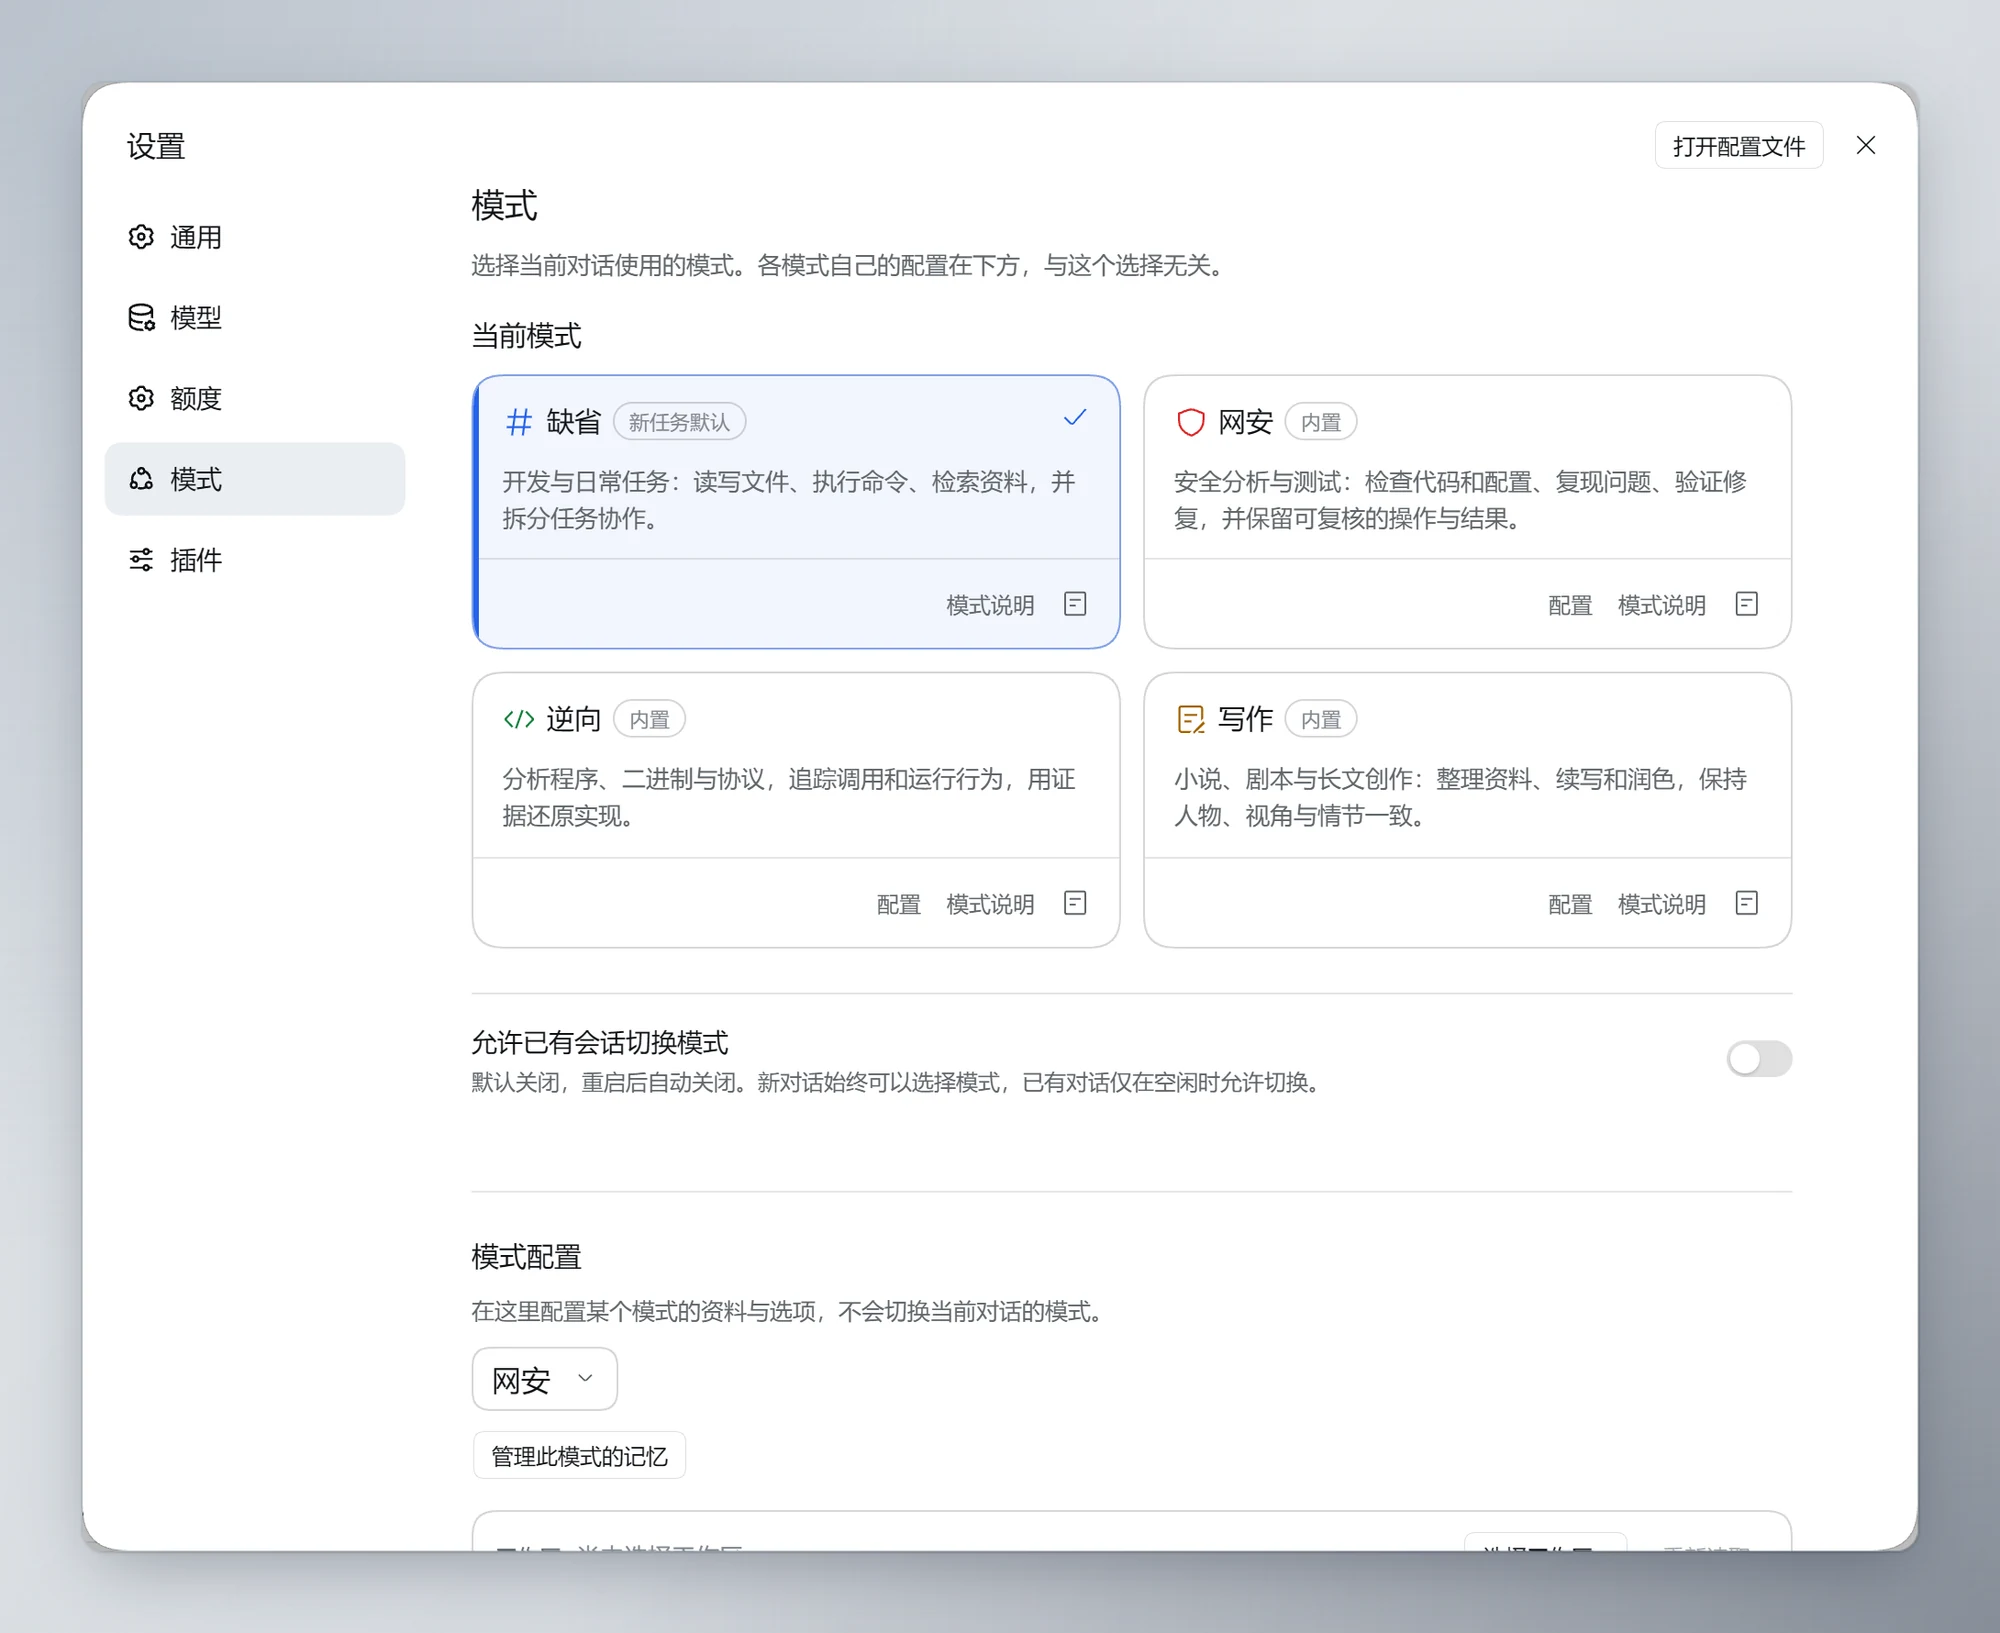 设置
打开配置文件
通用
模型
额度
模式
插件
模式
选择当前对话使用的模式。各模式自己的配置在下方，与这个选择无关。
当前模式
缺省 新任务默认
开发与日常任务：读写文件、执行命令、检索资料，并
拆分任务协作。
模式说明
网安 内置
安全分析与测试：检查代码和配置、复现问题、验证修
复，并保留可复核的操作与结果。
配置 模式说明
逆向 内置
分析程序、二进制与协议，追踪调用和运行行为，用证
据还原实现。
配置 模式说明
写作 内置
小说、剧本与长文创作：整理资料、续写和润色，保持
人物、视角与情节一致。
配置 模式说明
允许已有会话切换模式
默认关闭，重启后自动关闭。新对话始终可以选择模式，已有对话仅在空闲时允许切换。
模式配置
在这里配置某个模式的资料与选项，不会切换当前对话的模式。
网安
管理此模式的记忆